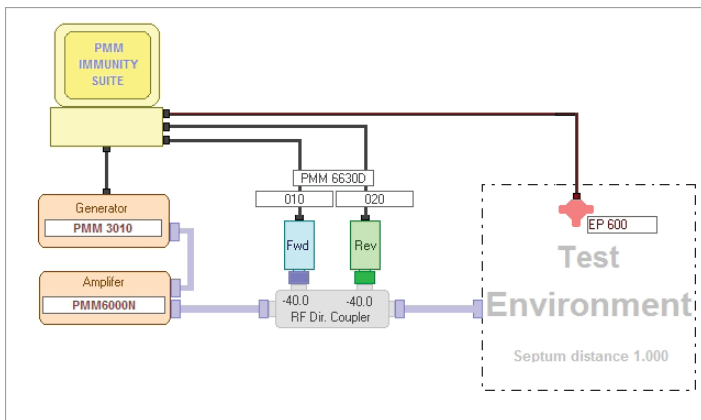 PMM
IMMUNITY
SUITE
PMM 6630D
010
020
Generator
PMM 3010
Fwd
Rev
EP 600
Test
Environment
Amplifer
PMM6000N
-40.0
-40.0
RF Dir. Coupler
Septum distance 1.000